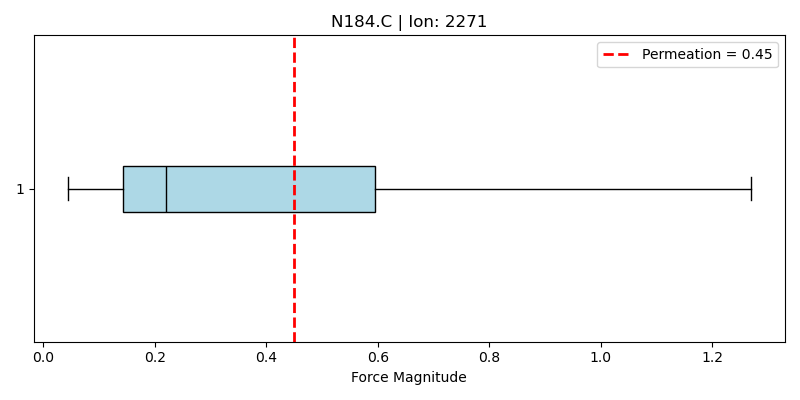 N184.C | Ion: 2271
Permeation = 0.45
1
0.0 0.2 0.4 0.6 0.8 1.0 1.2
Force Magnitude